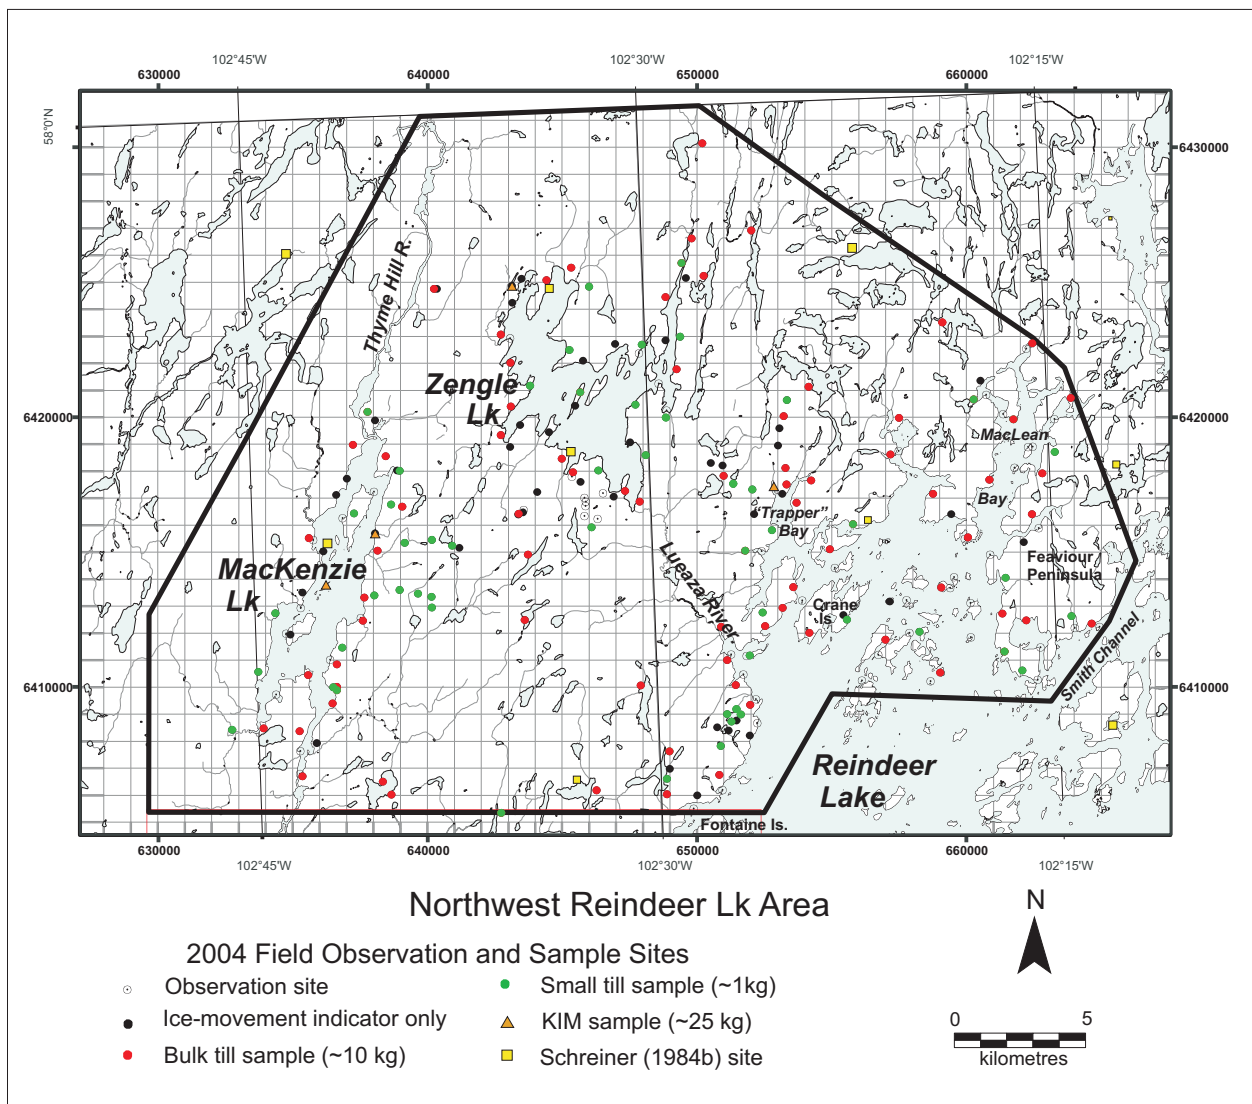 102°45'W
102°30'W
102°15'W
630000
640000
650000
660000
58°0'N
6430000
6430000
Thyme Hill R.
Zengle
Lk
6420000
6420000
MacLean
Bay
"Trapper"
Bay
Lueaza River
MacKenzie
Lk
Feaviour
Peninsula
Crane
Is
Smith Channel
6410000
6410000
Reindeer
Lake
Fontaine Is.
630000
640000
650000
660000
102°45'W
102°30'W
102°15'W
Northwest Reindeer Lk Area
N
2004 Field Observation and Sample Sites
Observation site
Small till sample (~1kg)
Ice-movement indicator only
KIM sample (~25 kg)
Bulk till sample (~10 kg)
Schreiner (1984b) site
0
5
kilometres